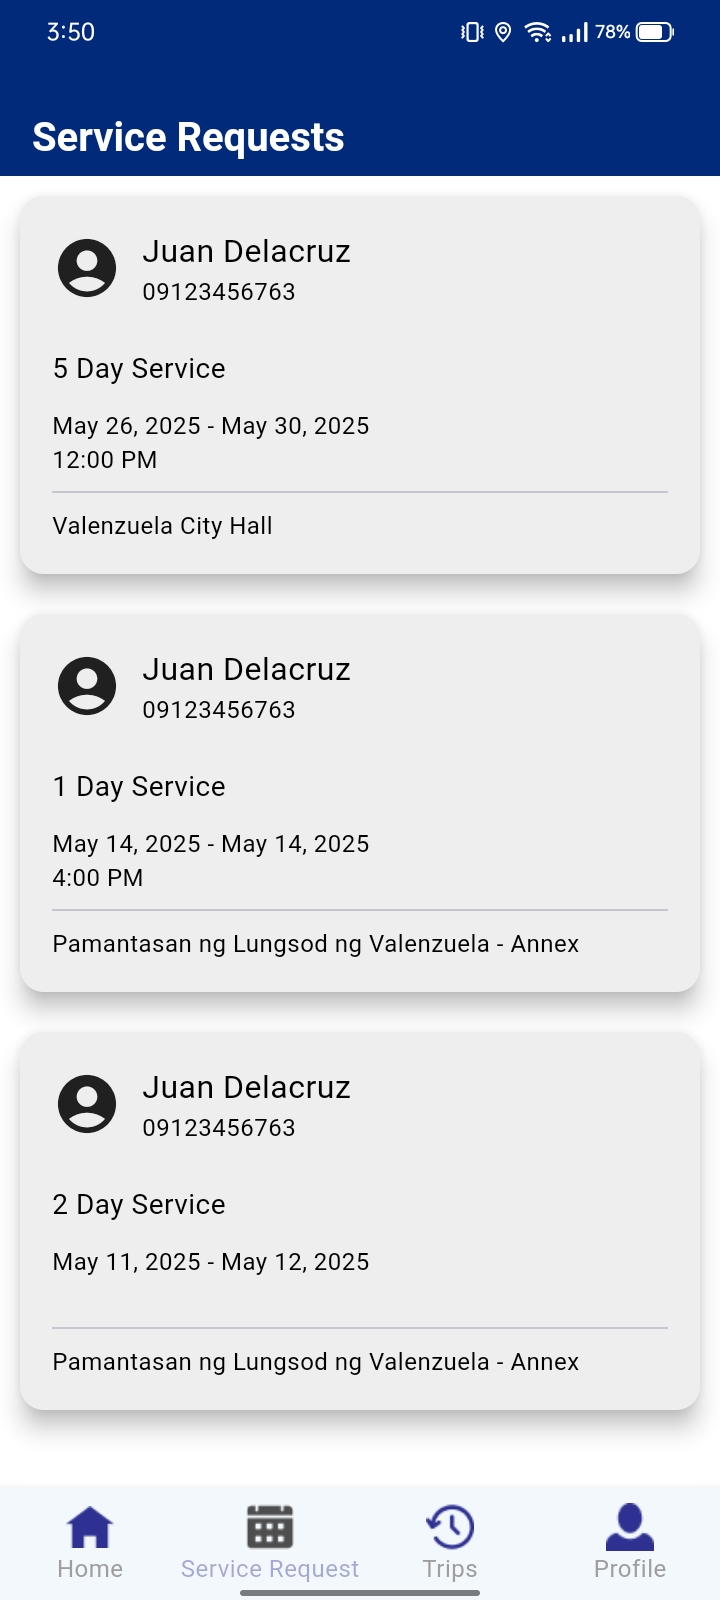 3:50
78%
Service Requests
Juan Delacruz
09123456763
5 Day Service
May 26, 2025 - May 30, 2025
12:00 PM
Valenzuela City Hall
Juan Delacruz
09123456763
1 Day Service
May 14, 2025 - May 14, 2025
4:00 PM
Pamantasan ng Lungsod ng Valenzuela - Annex
Juan Delacruz
09123456763
2 Day Service
May 11, 2025 - May 12, 2025
Pamantasan ng Lungsod ng Valenzuela - Annex
Home
Service Request
Trips
Profile